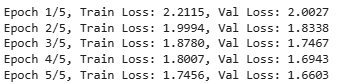 Epoch 1/5, Train Loss: 2.2115, Val Loss: 2.0027
Epoch 2/5, Train Loss: 1.9994, Val Loss: 1.8338
Epoch 3/5, Train Loss: 1.8780, Val Loss: 1.7467
Epoch 4/5, Train Loss: 1.8007, Val Loss: 1.6943
Epoch 5/5, Train Loss: 1.7456, Val Loss: 1.6603